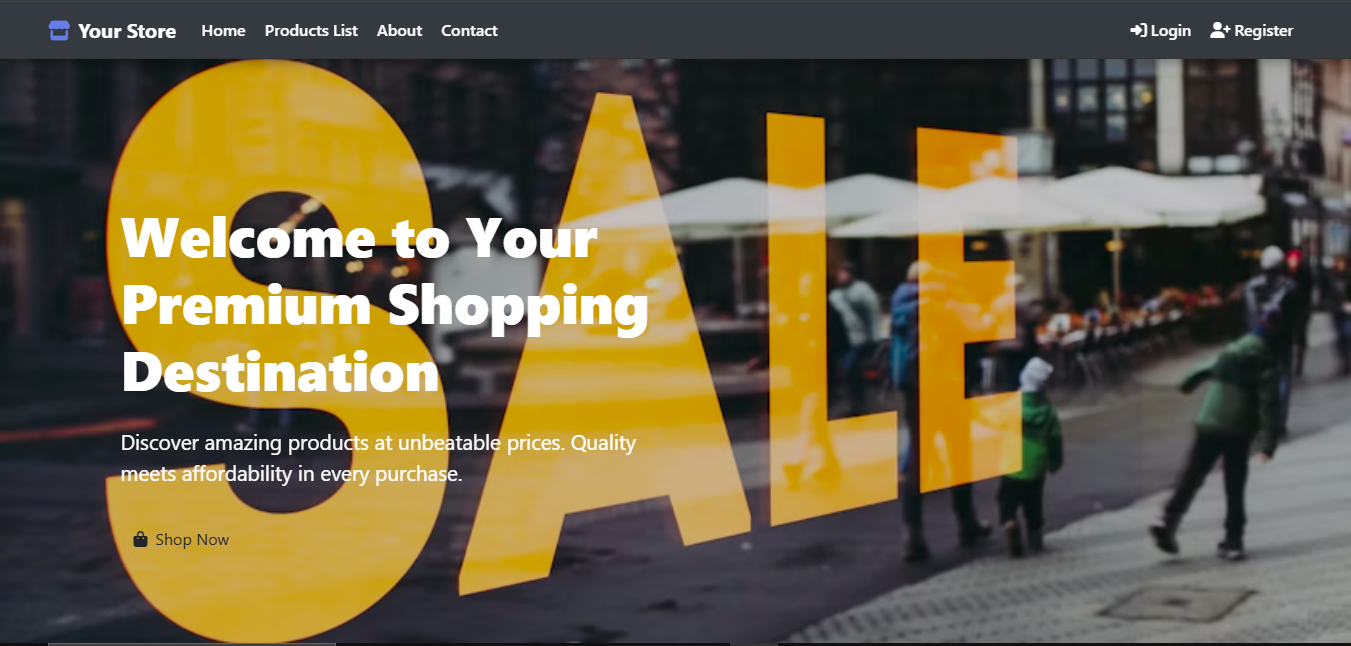 Your Store Home Products List About Contact Login Register
SALE
Welcome to Your
Premium Shopping
Destination
Discover amazing products at unbeatable prices. Quality
meets affordability in every purchase.
Shop Now